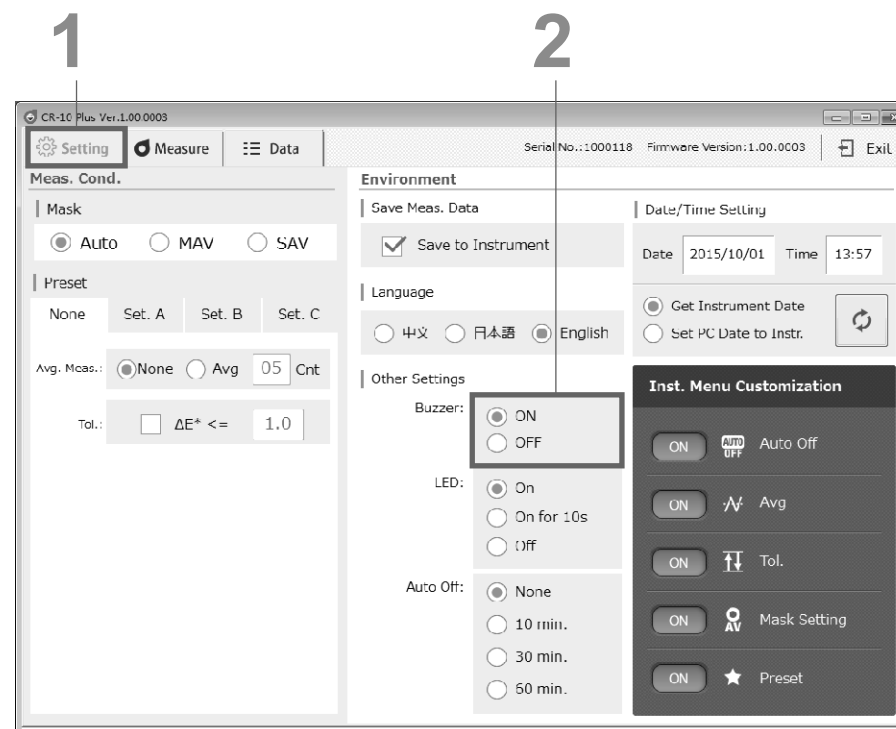 1 2
CR-10 Plus Ver.1.00.0003
Setting Measure Data Serial No.:1000118 Firmware Version:1.00.0003 Exit
Meas. Cond.
Mask
Auto MAV SAV
Preset
None Set. A Set. B Set. C
Avg. Meas.: None Avg 05 Cnt
Tol.: ΔE* <= 1.0
Environment
Save Meas. Data
Save to Instrument
Language
中文 日本語 English
Other Settings
Buzzer: ON
OFF
LED: On
On for 10s
Off
Auto Off: None
10 min.
30 min.
60 min.
Date/Time Setting
Date 2015/10/01 Time 13:57
Get Instrument Date
Set PC Date to Instr.
Inst. Menu Customization
ON AUTO OFF Auto Off
ON Avg
ON Tol.
ON AV Mask Setting
ON Preset